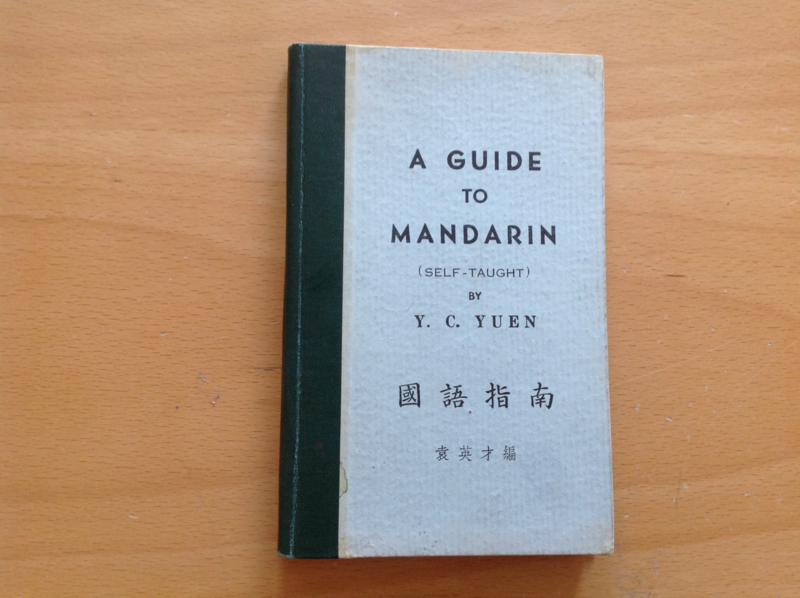 A GUIDE
TO
MANDARIN
(SELF-TAUGHT)
BY
Y. C. YUEN
國語指南
袁英才編